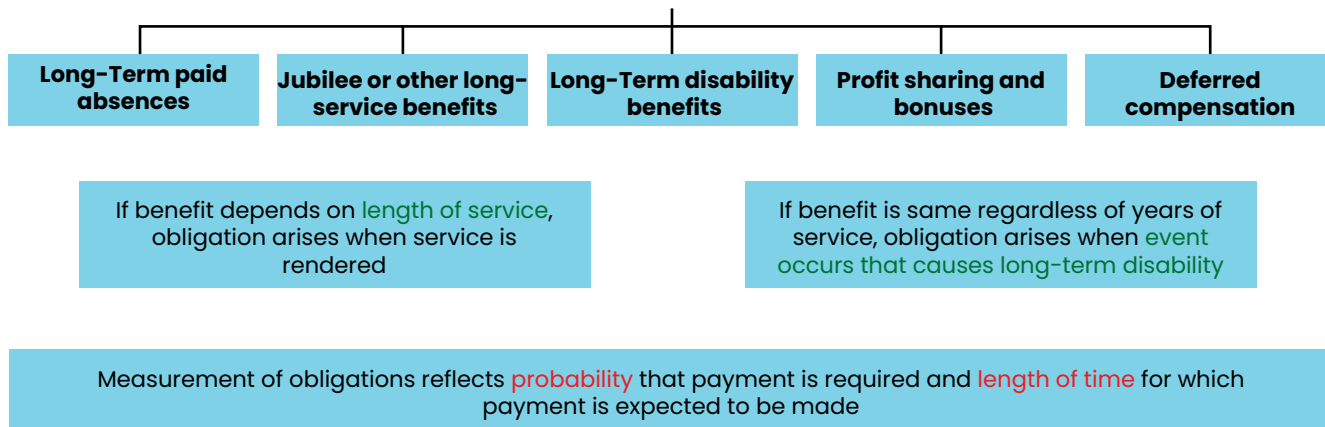 Long-Term paid
absences
Jubilee or other long-
service benefits
Long-Term disability
benefits
Profit sharing and
bonuses
Deferred
compensation
If benefit depends on length of service,
obligation arises when service is
rendered
If benefit is same regardless of years of
service, obligation arises when event
occurs that causes long-term disability
Measurement of obligations reflects probability that payment is required and length of time for which
payment is expected to be made